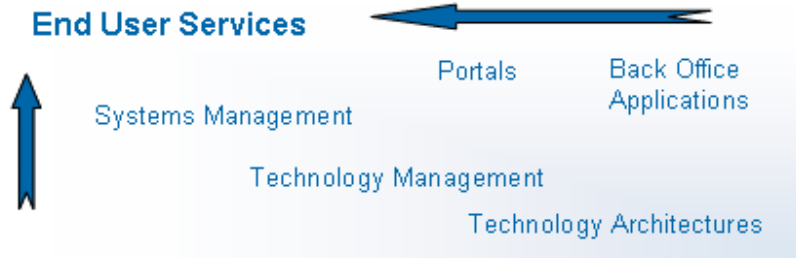 End User Services
Portals
Back Office
Applications
Systems Management
Technology Management
Technology Architectures